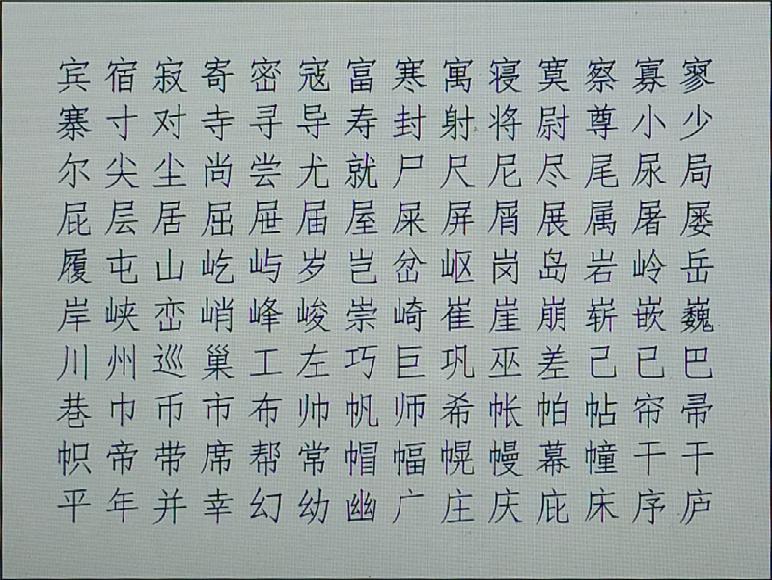 宾宿寂寄密寇富寒寓寝寞察寡寥
寨寸对寺寻导寿封射将尉尊小少
尔尖尘尚尝尤就尸尺尼尽尾尿局
屁层居屈屉届屋屎屏屑展属屠屡
履屯山屹屿岁岂岔岖岗岛岩岭岳
岸峡峦峭峰峻崇崎崔崖崩崭嵌巍
川州巡巢工左巧巨巩巫差己已巴
巷巾币市布帅帆师希帐帕帖帘帚
帜帝带席帮常帽幅幌幔幕幢干干
平年并幸幻幼幽广庄庆庇床序庐